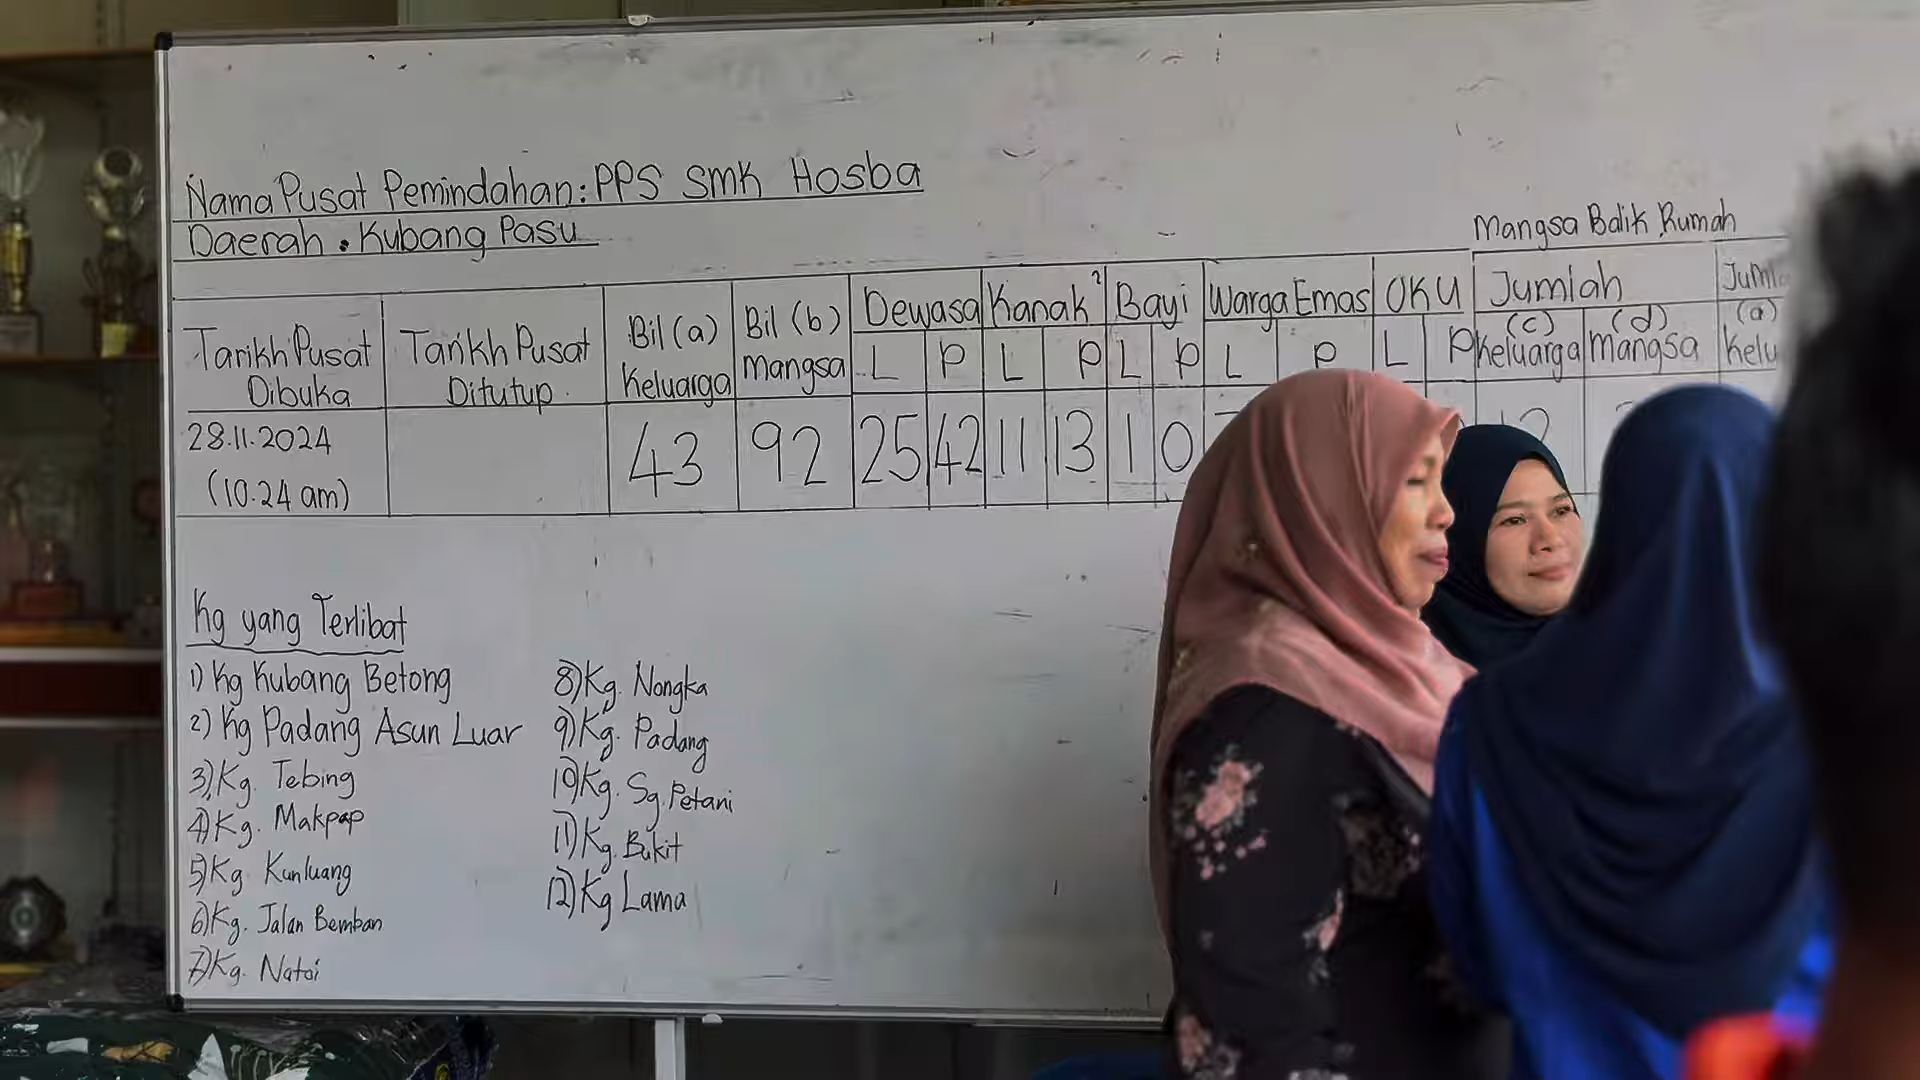 Nama Pusat Pemindahan: PPS SMK Hosba
Daerah : Kubang Pasu
Mangsa Balik Rumah
Dewasa Kanak² Bayi Warga Emas OKU Jumlah
Tarikh Pusat Dibuka
Tarikh Pusat Ditutup
Bil (a) Keluarga
Bil (b) Mangsa
L P L P L P L P L P
(c) Keluarga
(d) Mangsa
(a)
28.11.2024 43 92 25 42 11 13 1 0
(10.24 am)
Kg yang Terlibat
1) Kg Kubang Betong
2) Kg Padang Asun Luar
3) Kg. Tebing
4) Kg. Makpap
5) Kg. Kunluang
6) Kg. Jalan Bemban
7) Kg. Natai
8) Kg. Nongka
9) Kg. Padang
10) Kg. Sg. Petani
11) Kg. Bukit
12) Kg Lama